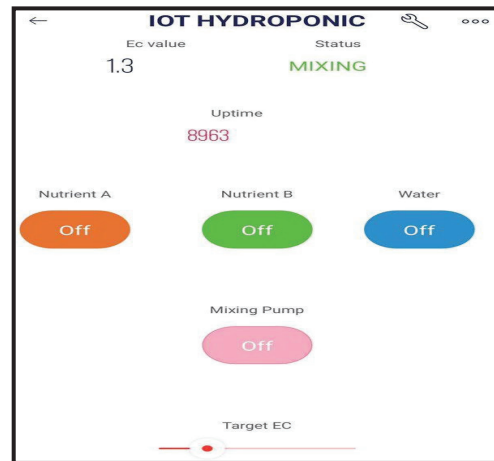 IOT HYDROPONIC
Ec value Status
1.3 MIXING
Uptime
8963
Nutrient A Nutrient B Water
Off Off Off
Mixing Pump
Off
Target EC